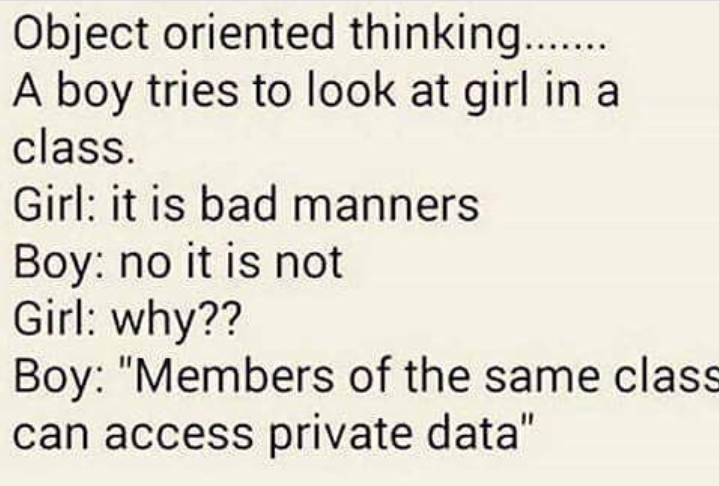 Object oriented thinking.......
A boy tries to look at girl in a
class.
Girl: it is bad manners
Boy: no it is not
Girl: why??
Boy: "Members of the same class
can access private data"